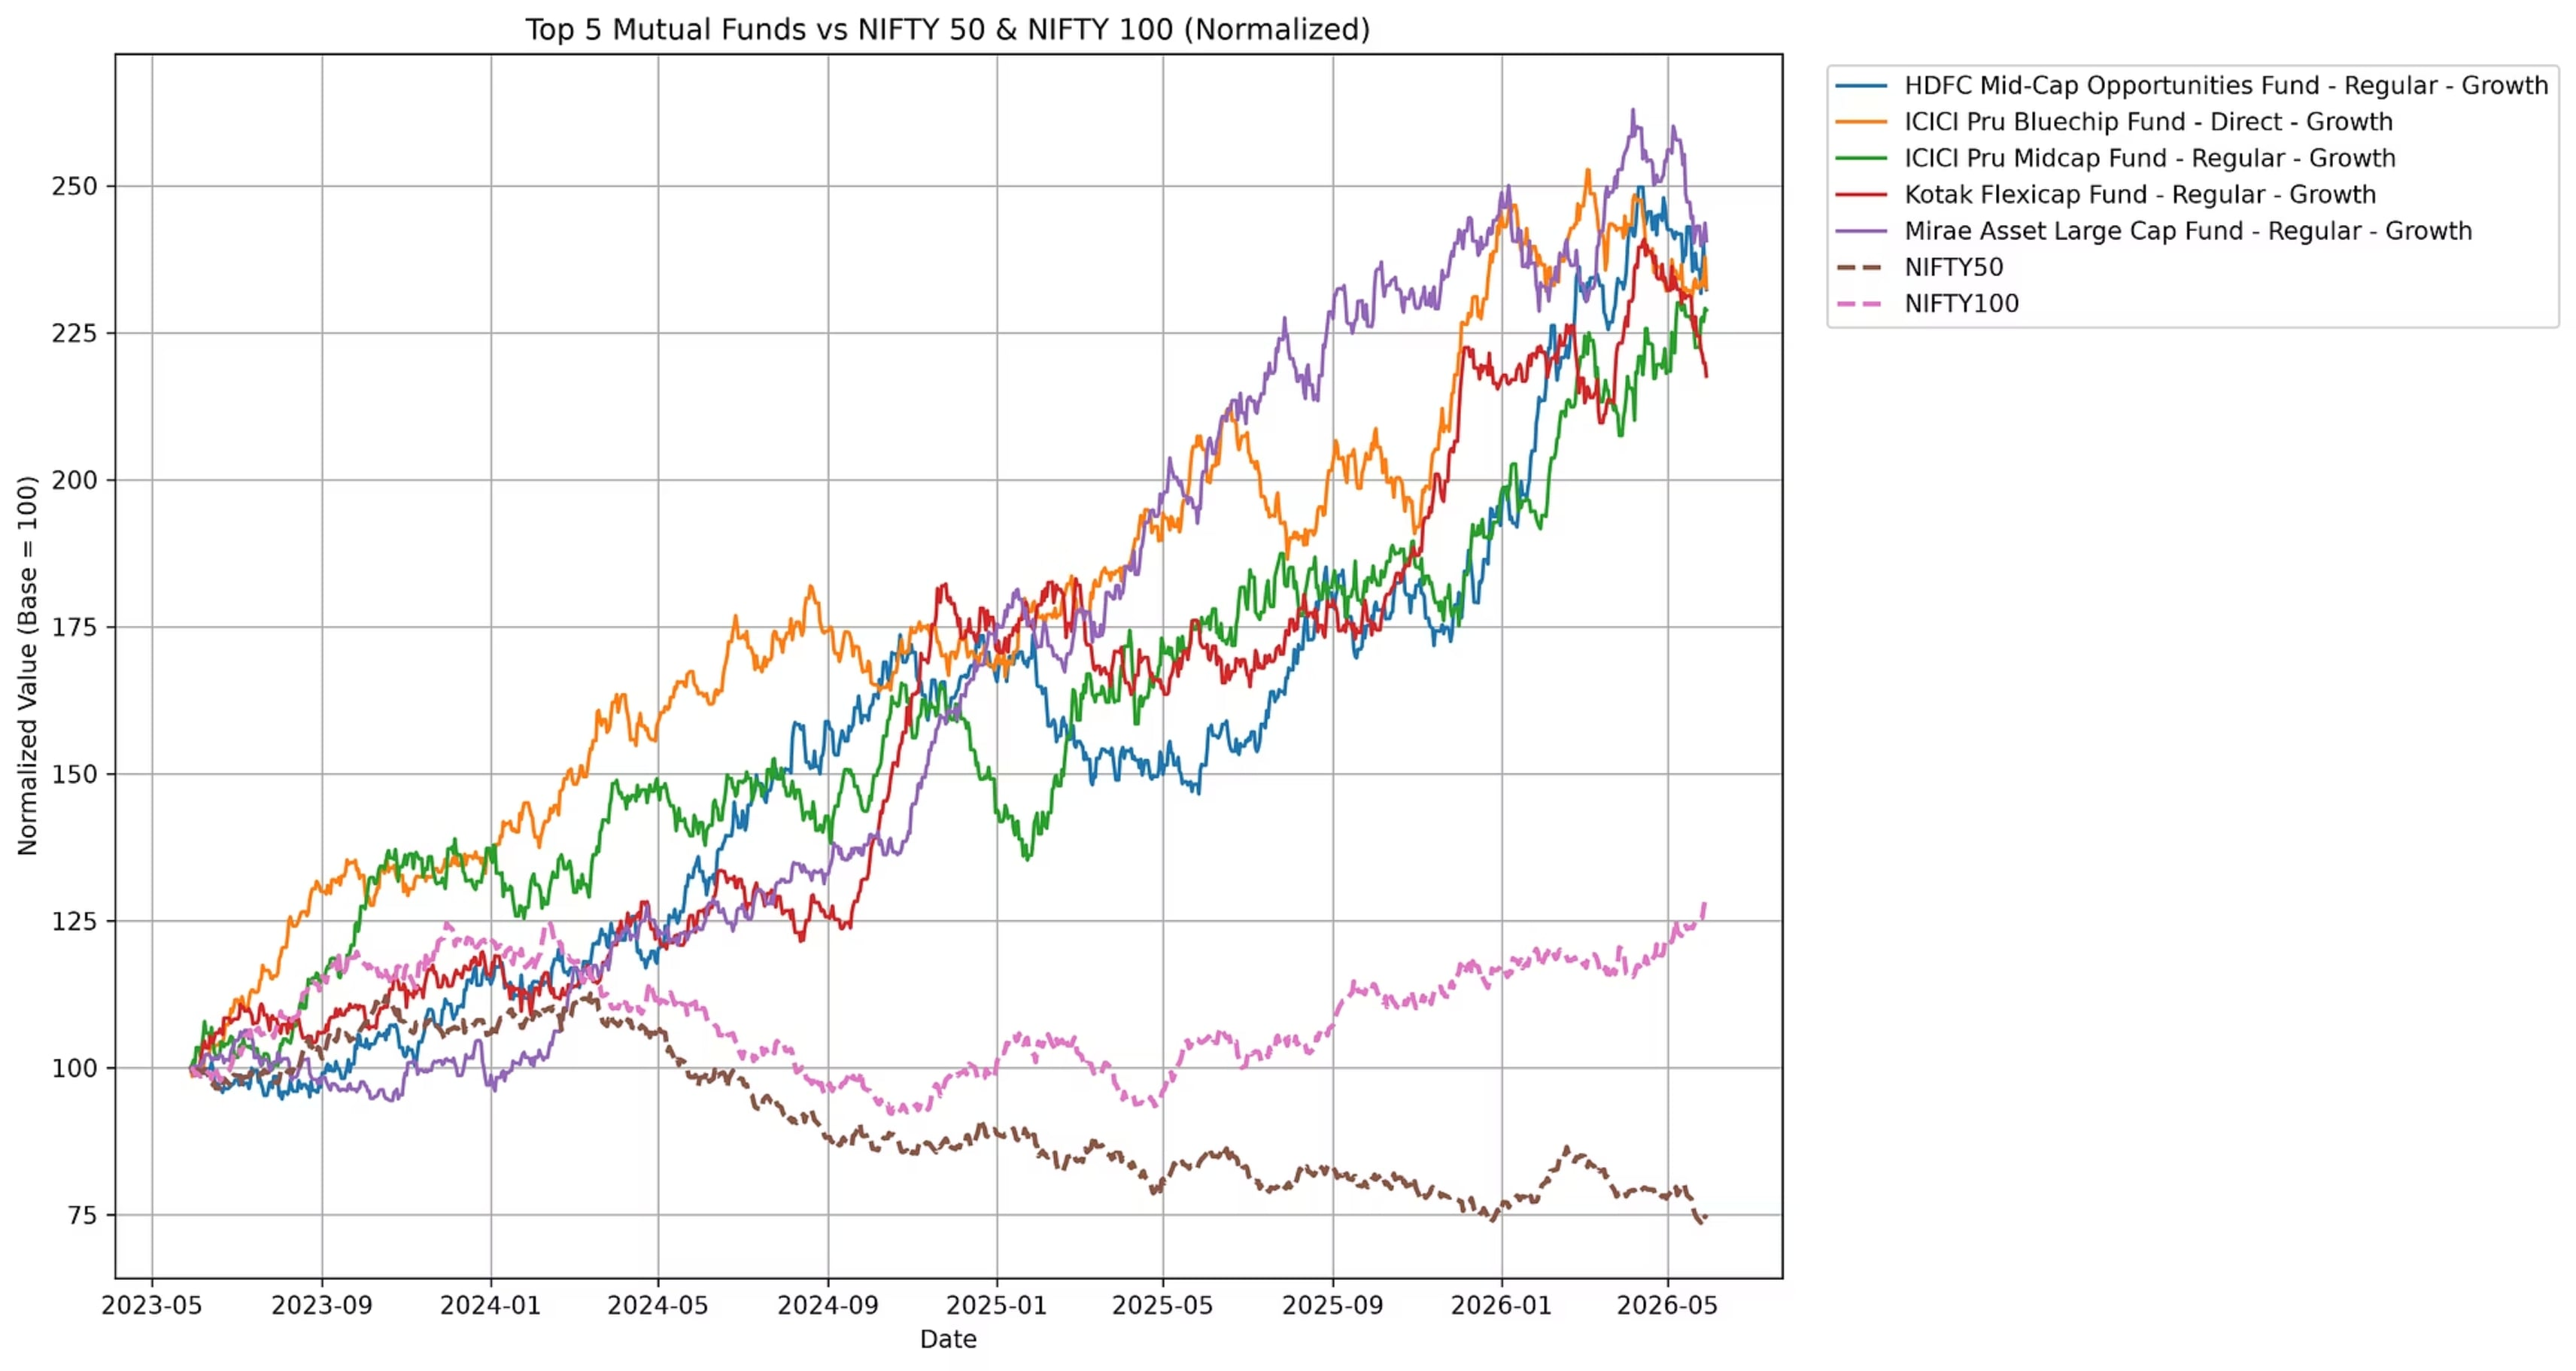 Top 5 Mutual Funds vs NIFTY 50 & NIFTY 100 (Normalized)
HDFC Mid-Cap Opportunities Fund - Regular - Growth
ICICI Pru Bluechip Fund - Direct - Growth
ICICI Pru Midcap Fund - Regular - Growth
Kotak Flexicap Fund - Regular - Growth
Mirae Asset Large Cap Fund - Regular - Growth
NIFTY50
NIFTY100
Normalized Value (Base = 100)
250
225
200
175
150
125
100
75
2023-05
2023-09
2024-01
2024-05
2024-09
2025-01
2025-05
2025-09
2026-01
2026-05
Date